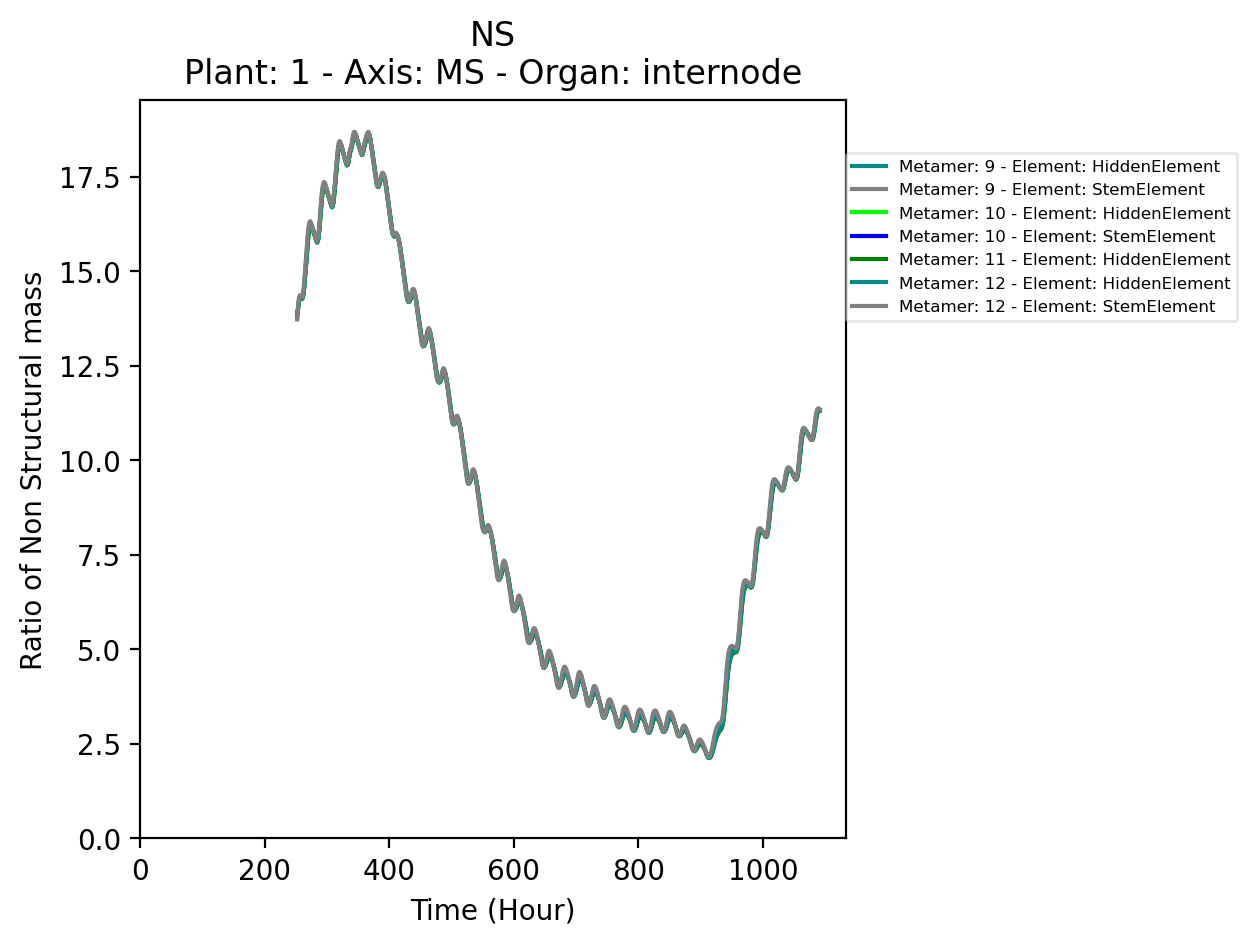 NS
Plant: 1 - Axis: MS - Organ: internode
Ratio of Non Structural mass
17.5
15.0
12.5
10.0
7.5
5.0
2.5
0.0
0 200 400 600 800 1000
Time (Hour)
Metamer: 9 - Element: HiddenElement
Metamer: 9 - Element: StemElement
Metamer: 10 - Element: HiddenElement
Metamer: 10 - Element: StemElement
Metamer: 11 - Element: HiddenElement
Metamer: 12 - Element: HiddenElement
Metamer: 12 - Element: StemElement